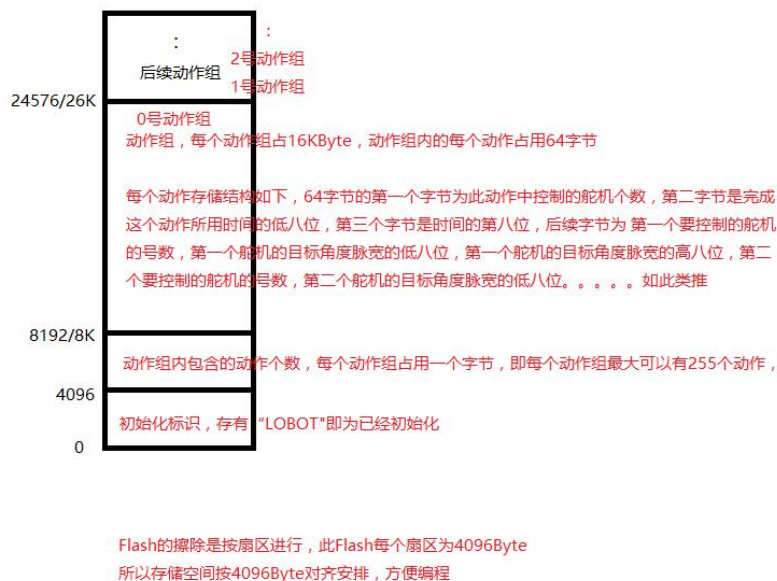 :
:
2号动作组
后续动作组
1号动作组
24576/26K
0号动作组
动作组，每个动作组占16KByte，动作组内的每个动作占用64字节
每个动作存储结构如下，64字节的第一个字节为此动作中控制的舵机个数，第二字节是完成
这个动作所用时间的低八位，第三个字节是时间的第八位，后续字节为 第一个要控制的舵机
的号数，第一个舵机的目标角度脉宽的低八位，第一个舵机的目标角度脉宽的高八位，第二
个要控制的舵机的号数，第二个舵机的目标角度脉宽的低八位。。。。。如此类推
8192/8K
动作组内包含的动作个数，每个动作组占用一个字节，即每个动作组最大可以有255个动作，
4096
初始化标识，存有“LOBOT"即为已经初始化
0
Flash的擦除是按扇区进行，此Flash每个扇区为4096Byte
所以存储空间按4096Byte对齐安排，方便编程